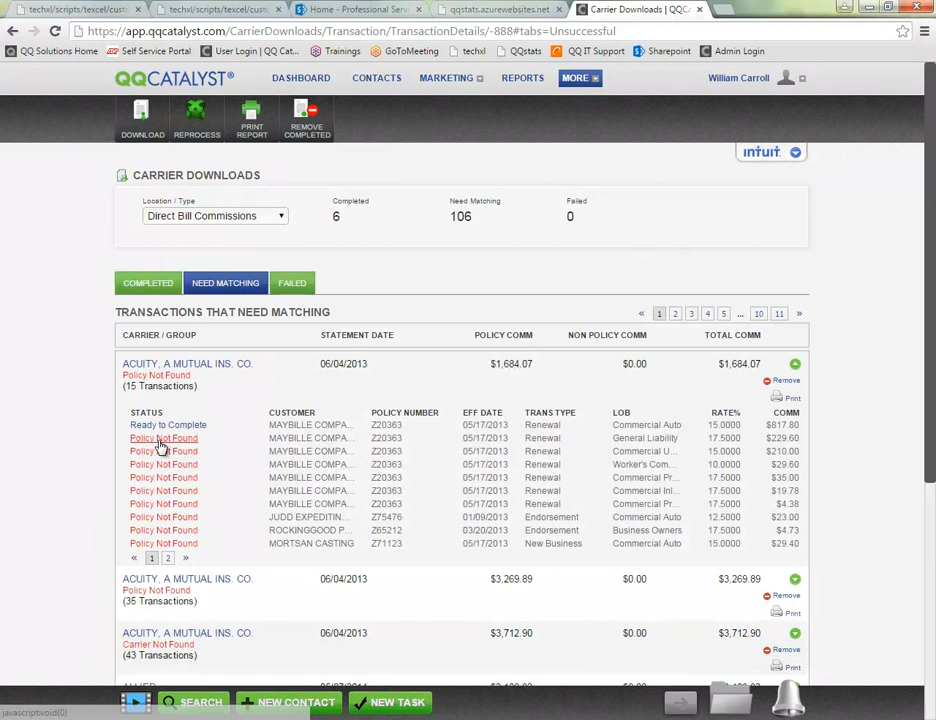 techxl/scripts/texcel/custo
techxl/scripts/texcel/custo
Home - Professional Servic
qqstats.azurewebsites.net
Carrier Downloads | QQC
https://app.qqcatalyst.com/CarrierDownloads/Transaction/TransactionDetails/-888#tabs=Unsuccessful
QQ Solutions Home
Self Service Portal
User Login | QQ Cat...
Trainings
GoToMeeting
techxl
QQstats
QQ IT Support
Sharepoint
Admin Login
QQCATALYST®
DASHBOARD
CONTACTS
MARKETING
REPORTS
MORE
William Carroll
DOWNLOAD
REPROCESS
PRINT REPORT
REMOVE COMPLETED
intuit.
CARRIER DOWNLOADS
Location / Type Completed Need Matching Failed
Direct Bill Commissions 6 106 0
COMPLETED NEED MATCHING FAILED
TRANSACTIONS THAT NEED MATCHING « 1 2 3 4 5 ... 10 11 »
CARRIER / GROUP STATEMENT DATE POLICY COMM NON POLICY COMM TOTAL COMM
ACUITY, A MUTUAL INS. CO. 06/04/2013 $1,684.07 $0.00 $1,684.07
Policy Not Found Remove
(15 Transactions) Print
STATUS CUSTOMER POLICY NUMBER EFF DATE TRANS TYPE LOB RATE% COMM
Ready to Complete MAYBILLE COMPA... Z20363 05/17/2013 Renewal Commercial Auto 15.0000 $817.80
Policy Not Found MAYBILLE COMPA... Z20363 05/17/2013 Renewal General Liability 17.5000 $229.60
Policy Not Found MAYBILLE COMPA... Z20363 05/17/2013 Renewal Commercial U... 15.0000 $210.00
Policy Not Found MAYBILLE COMPA... Z20363 05/17/2013 Renewal Worker's Com... 10.0000 $29.60
Policy Not Found MAYBILLE COMPA... Z20363 05/17/2013 Renewal Commercial Pr... 17.5000 $35.00
Policy Not Found MAYBILLE COMPA... Z20363 05/17/2013 Renewal Commercial Inl... 17.5000 $19.78
Policy Not Found MAYBILLE COMPA... Z20363 05/17/2013 Renewal Commercial Pr... 17.5000 $4.38
Policy Not Found JUDD EXPEDITIN... Z75476 01/09/2013 Endorsement Commercial Auto 12.5000 $23.00
Policy Not Found ROCKINGGOOD P... Z65212 03/20/2013 Endorsement Business Owners 17.5000 $4.73
Policy Not Found MORTSAN CASTING Z71123 05/17/2013 New Business Commercial Auto 15.0000 $29.40
« 1 2 »
ACUITY, A MUTUAL INS. CO. 06/04/2013 $3,269.89 $0.00 $3,269.89
Policy Not Found Remove
(35 Transactions) Print
ACUITY, A MUTUAL INS. CO. 06/04/2013 $3,712.90 $0.00 $3,712.90
Carrier Not Found Remove
(43 Transactions) Print
SEARCH
NEW CONTACT
NEW TASK
javascript:void(0)